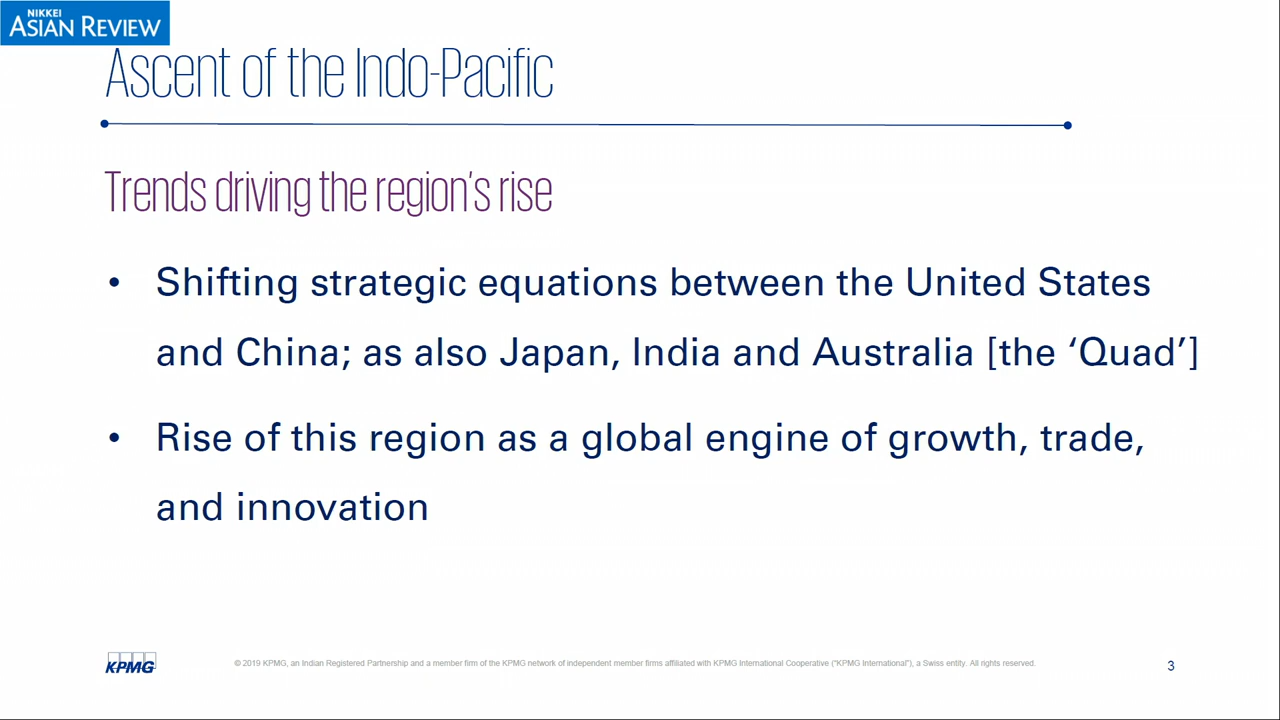 NIKKEI
ASIAN REVIEW
Ascent of the Indo-Pacific
Trends driving the region's rise
• Shifting strategic equations between the United States
and China; as also Japan, India and Australia [the ‘Quad’]
• Rise of this region as a global engine of growth, trade,
and innovation
KPMG
© 2019 KPMG, an Indian Registered Partnership and a member firm of the KPMG network of independent member firms affiliated with KPMG International Cooperative (“KPMG International”), a Swiss entity. All rights reserved.
3